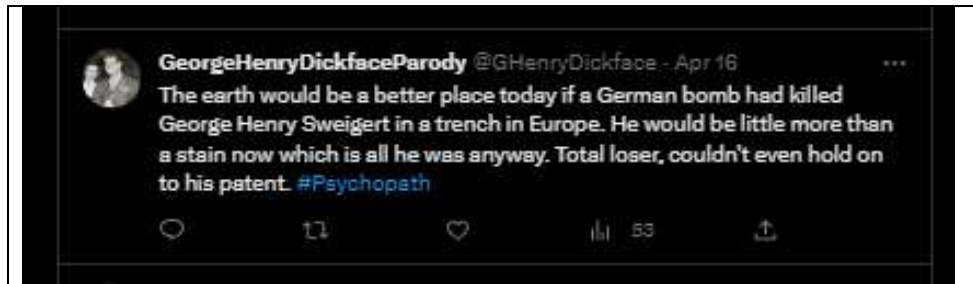 GeorgeHenryDickfaceParody @GHenryDickface - Apr 16
The earth would be a better place today if a German bomb had killed
George Henry Sweigert in a trench in Europe. He would be little more than
a stain now which is all he was anyway. Total loser, couldn't even hold on
to his patent. #Psychopath
53